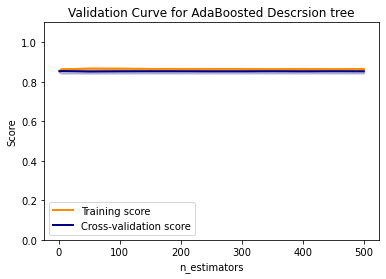 Validation Curve for AdaBoosted Descrsion tree
1.0
0.8
0.6
0.4
0.2
0.0
Score
Training score
Cross-validation score
0
100
200
300
400
500
n_estimators